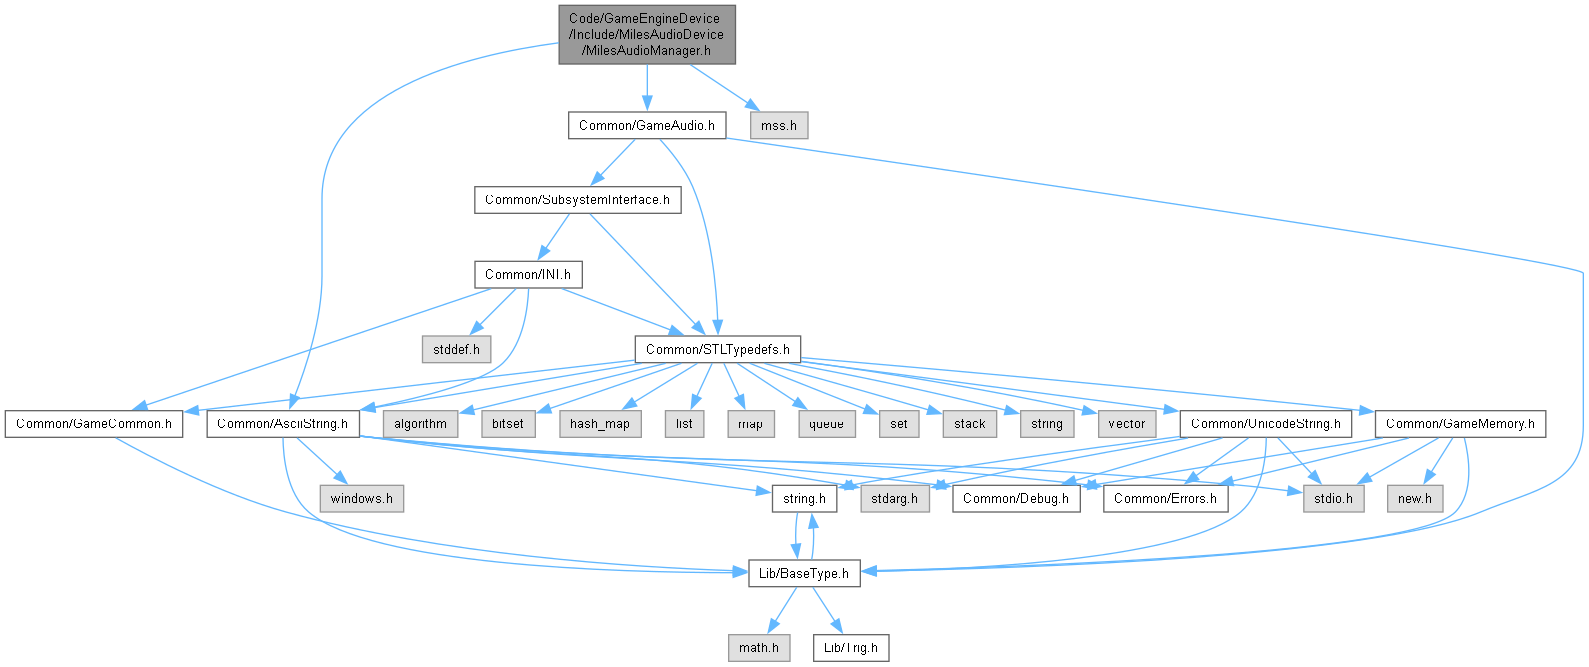 Code/GameEngineDevice
/Include/MilesAudioDevice
/MilesAudioManager.h
Common/GameAudio.h
mss.h
Common/SubsystemInterface.h
Common/INI.h
stddef.h
Common/STLTypedefs.h
Common/GameCommon.h
Common/AsciiString.h
algorithm
bitset
hash_map
list
map
queue
set
stack
string
vector
Common/UnicodeString.h
Common/GameMemory.h
windows.h
string.h
stdarg.h
Common/Debug.h
Common/Errors.h
stdio.h
new.h
Lib/BaseType.h
math.h
Lib/Trig.h